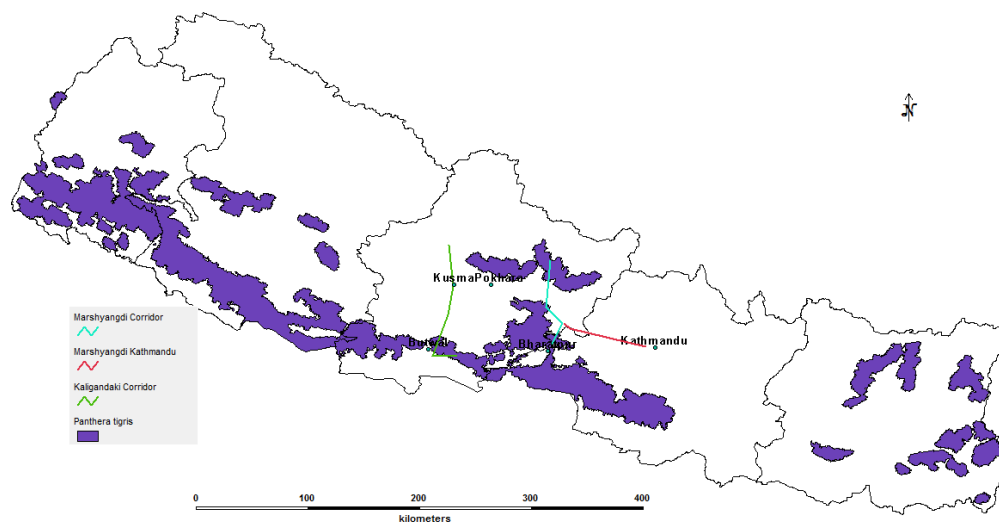 N
KusmaPokhara
Butwal
Bharatpur
Kathmandu
Marshyangdi Corridor
Marshyangdi Kathmandu
Kaligandaki Corridor
Panthera tigris
0 100 200 300 400
kilometers